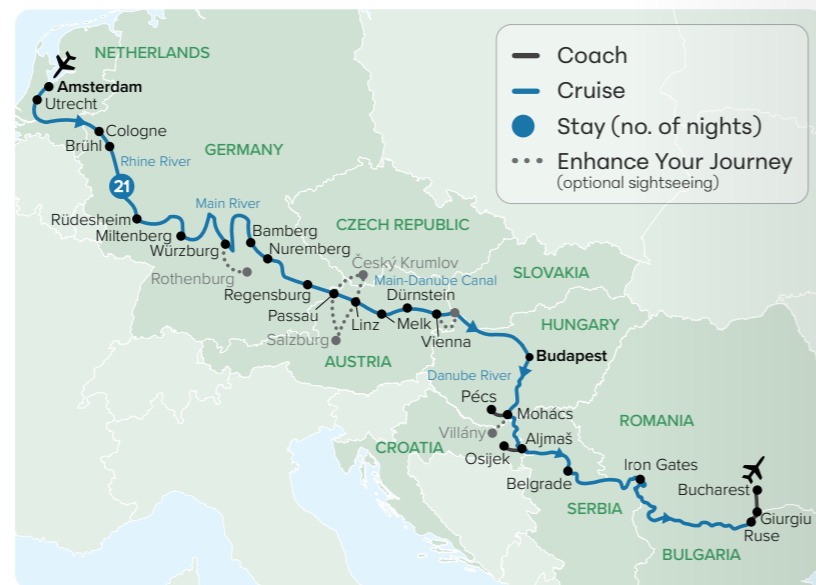 NETHERLANDS
Amsterdam
Utrecht
Cologne
Brühl
Rhine River
GERMANY
21
Main River
Rüdesheim
Miltenberg
Würzburg
Rothenburg
Bamberg
Nuremberg
Regensburg
Passau
Salzburg
CZECH REPUBLIC
Český Krumlov
Main-Danube Canal
Linz
Dürnstein
Melk
Vienna
AUSTRIA
SLOVAKIA
HUNGARY
Budapest
Danube River
Pécs
Mohács
Villány
Aljmaš
Osijek
CROATIA
Belgrade
SERBIA
ROMANIA
Iron Gates
Bucharest
Giurgiu
Ruse
BULGARIA
Coach
Cruise
Stay (no. of nights)
Enhance Your Journey
(optional sightseeing)